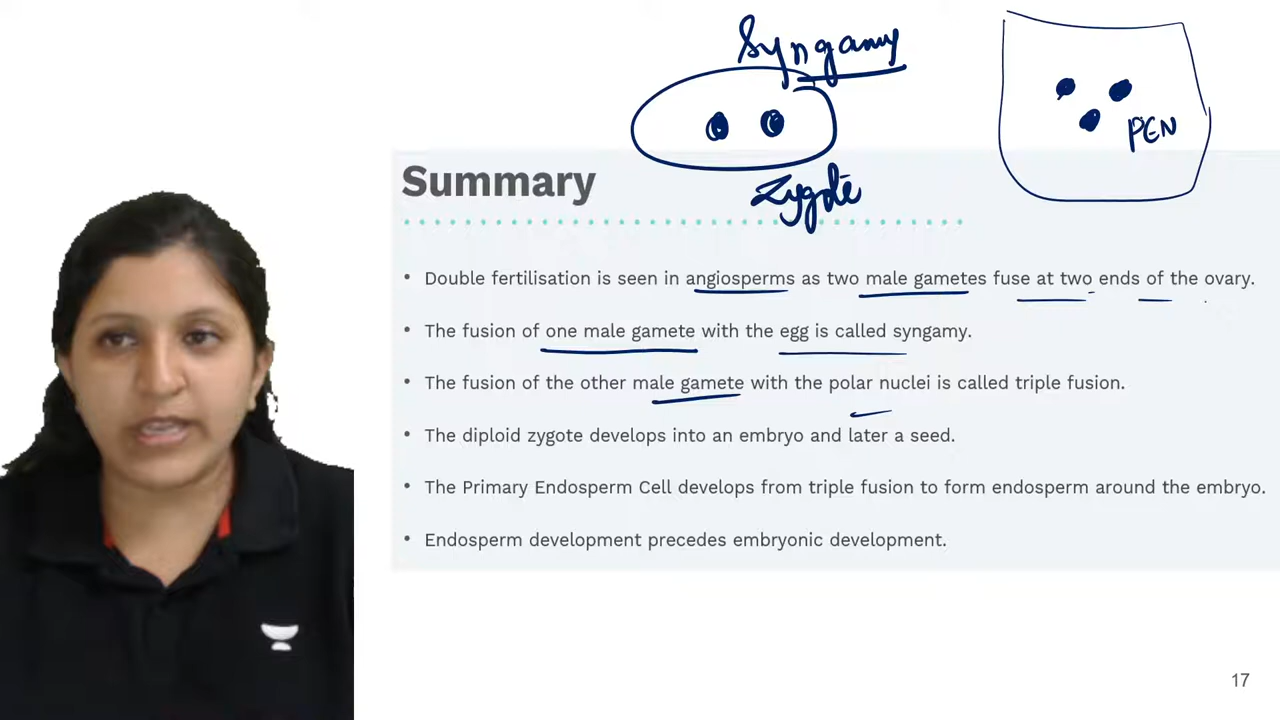 Syngamy
PEN
Zygote
Summary
• Double fertilisation is seen in angiosperms as two male gametes fuse at two ends of the ovary.
• The fusion of one male gamete with the egg is called syngamy.
• The fusion of the other male gamete with the polar nuclei is called triple fusion.
• The diploid zygote develops into an embryo and later a seed.
• The Primary Endosperm Cell develops from triple fusion to form endosperm around the embryo.
• Endosperm development precedes embryonic development.
17